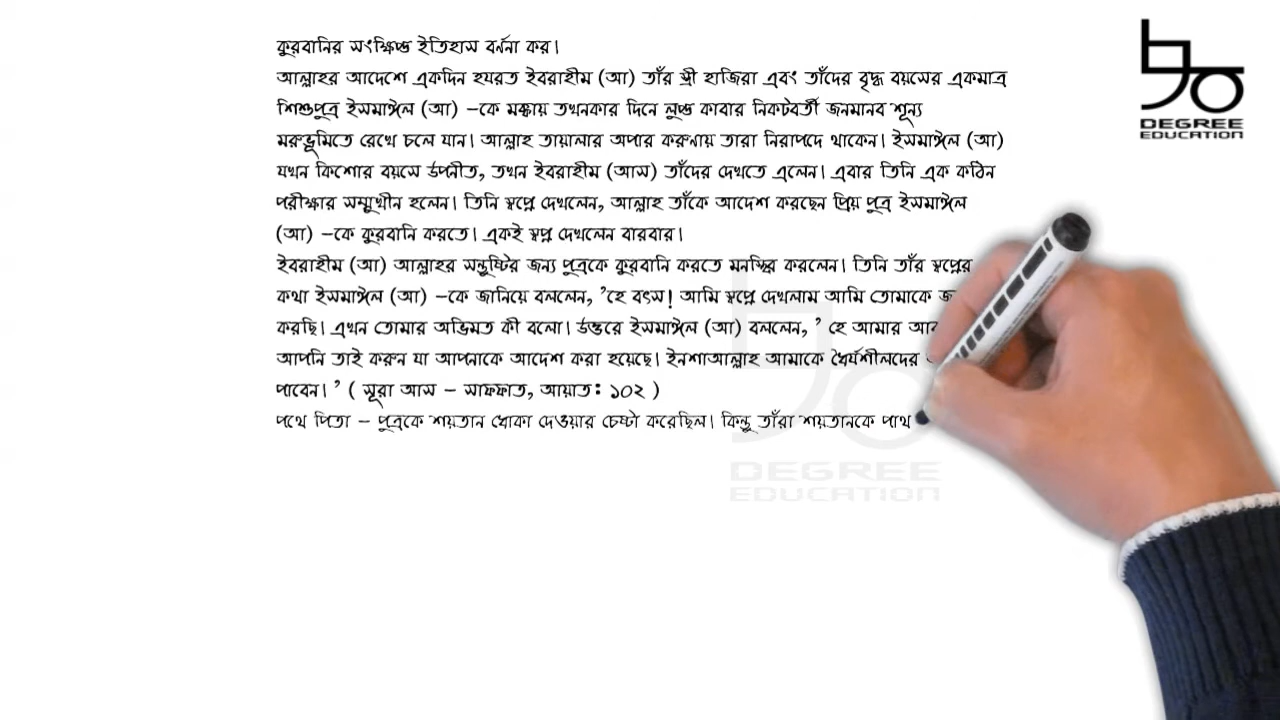 কুরবানির সংক্ষিপ্ত ইতিহাস বর্ননা কর।
আল্লাহর আদেশে একদিন হযরত ইবরাহীম (আ) তাঁর স্ত্রী হাজিরা এবং তাঁদের বৃদ্ধ বয়সের একমাত্র
শিশুপুত্র ইসমাঈল (আ) –কে মক্কায় তখনকার দিনে লুপ্ত কাবার নিকটবর্তী জনমানব শূন্য
মরুভূমিতে রেখে চলে যান। আল্লাহ তায়ালার অপার করুনায় তারা নিরাপদে থাকেন। ইসমাঈল (আ)
যখন কিশোর বয়সে উপনীত, তখন ইবরাহীম (আস) তাঁদের দেখতে এলেন। এবার তিনি এক কঠিন
পরীক্ষার সম্মুখীন হলেন। তিনি স্বপ্নে দেখলেন, আল্লাহ তাঁকে আদেশ করছেন প্রিয় পুত্র ইসমাঈল
(আ) –কে কুরবানি করতে। একই স্বপ্ন দেখলেন বারবার।
ইবরাহীম (আ) আল্লাহর সন্তুষ্টির জন্য পুত্রকে কুরবানি করতে মনস্থির করলেন। তিনি তাঁর স্বপ্নের
কথা ইসমাঈল (আ) –কে জানিয়ে বললেন, ’হে বৎস! আমি স্বপ্নে দেখলাম আমি তোমাকে
করছি। এখন তোমার অভিমত কী বলো। উত্তরে ইসমাঈল (আ) বললেন, ’ হে আমার
আপনি তাই করুন যা আপনাকে আদেশ করা হয়েছে। ইনশাআল্লাহ আমাকে ধৈর্যশীলদের
পাবেন। ’ ( সূরা আস – সাফফাত, আয়াত: ১০২ )
পথে পিতা – পুত্রকে শয়তান ধোকা দেওয়ার চেষ্টা করেছিল। কিন্তু তাঁরা শয়তানকে পাথ
DEGREE
EDUCATION
DEGREE
EDUCATION